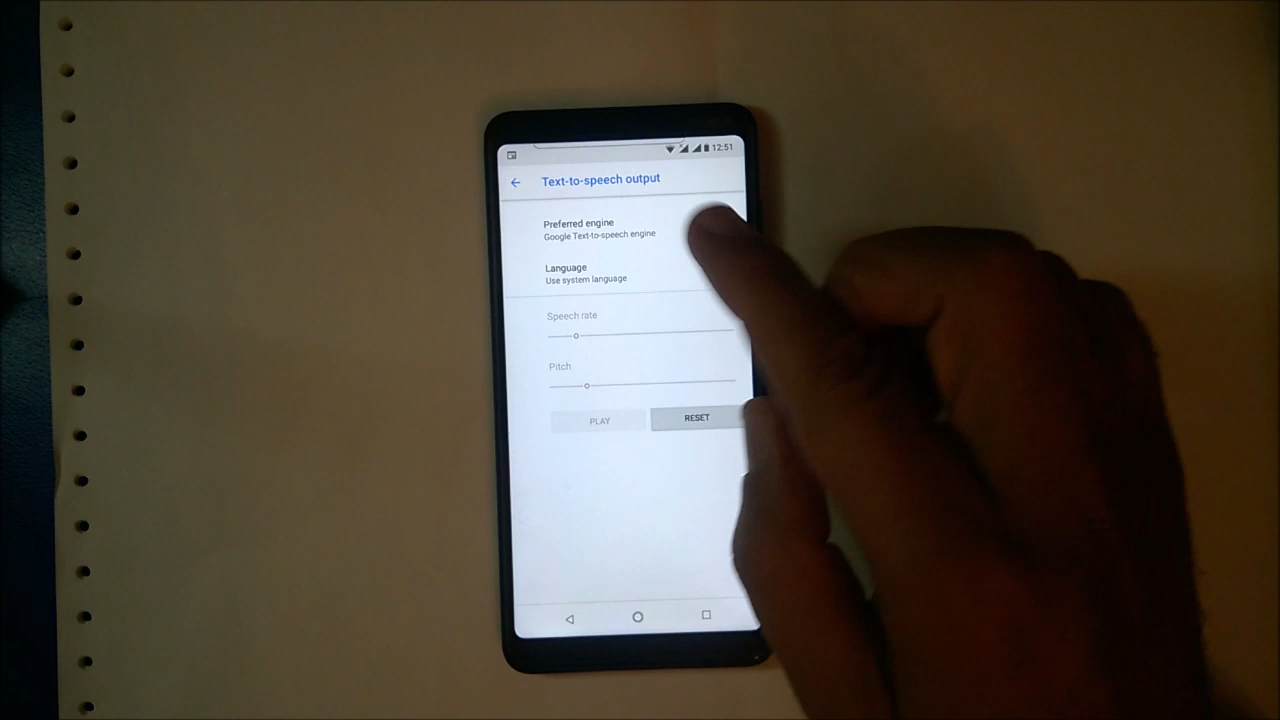 12:51
Text-to-speech output
Preferred engine
Google Text-to-speech engine
Language
Use system language
Speech rate
Pitch
PLAY RESET